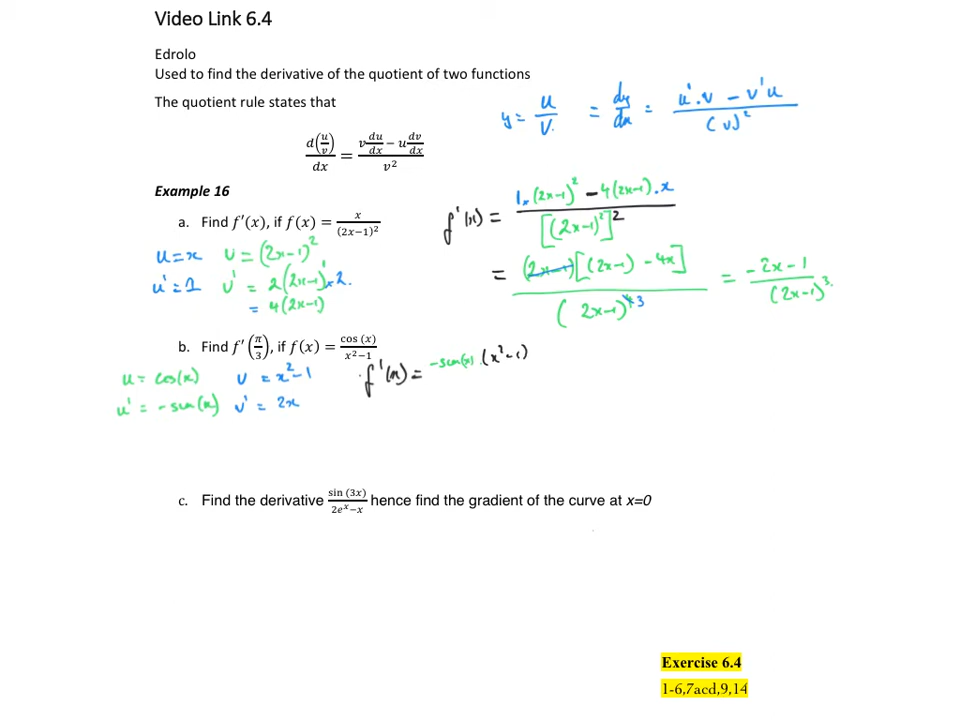 Video Link 6.4
Edrolo
Used to find the derivative of the quotient of two functions
The quotient rule states that
y = u/v. = dy/dx = (u'.v - v'u)/(v)²
d(u/v)/dx = (v du/dx - u dv/dx)/v²
Example 16
a. Find f'(x), if f(x) = x/(2x-1)²
f'(x) = (1×(2x-1)² - 4(2x-1).x)/[(2x-1)²]²
u=x v=(2x-1)²
u'=1 v' = 2(2x-1)'×2.
= 4(2x-1)
= ((2x-1)[(2x-1) - 4x])/(2x-1)⁴ ³ = (-2x-1)/(2x-1)³.
b. Find f'(π/3), if f(x) = cos (x)/(x²-1)
f'(x) = -sin(x).(x²-1)
u= cos(x) v = x²-1
u' = -sin(x) v' = 2x
c. Find the derivative sin (3x)/(2eˣ-x) hence find the gradient of the curve at x=0
Exercise 6.4
1-6,7acd,9,14